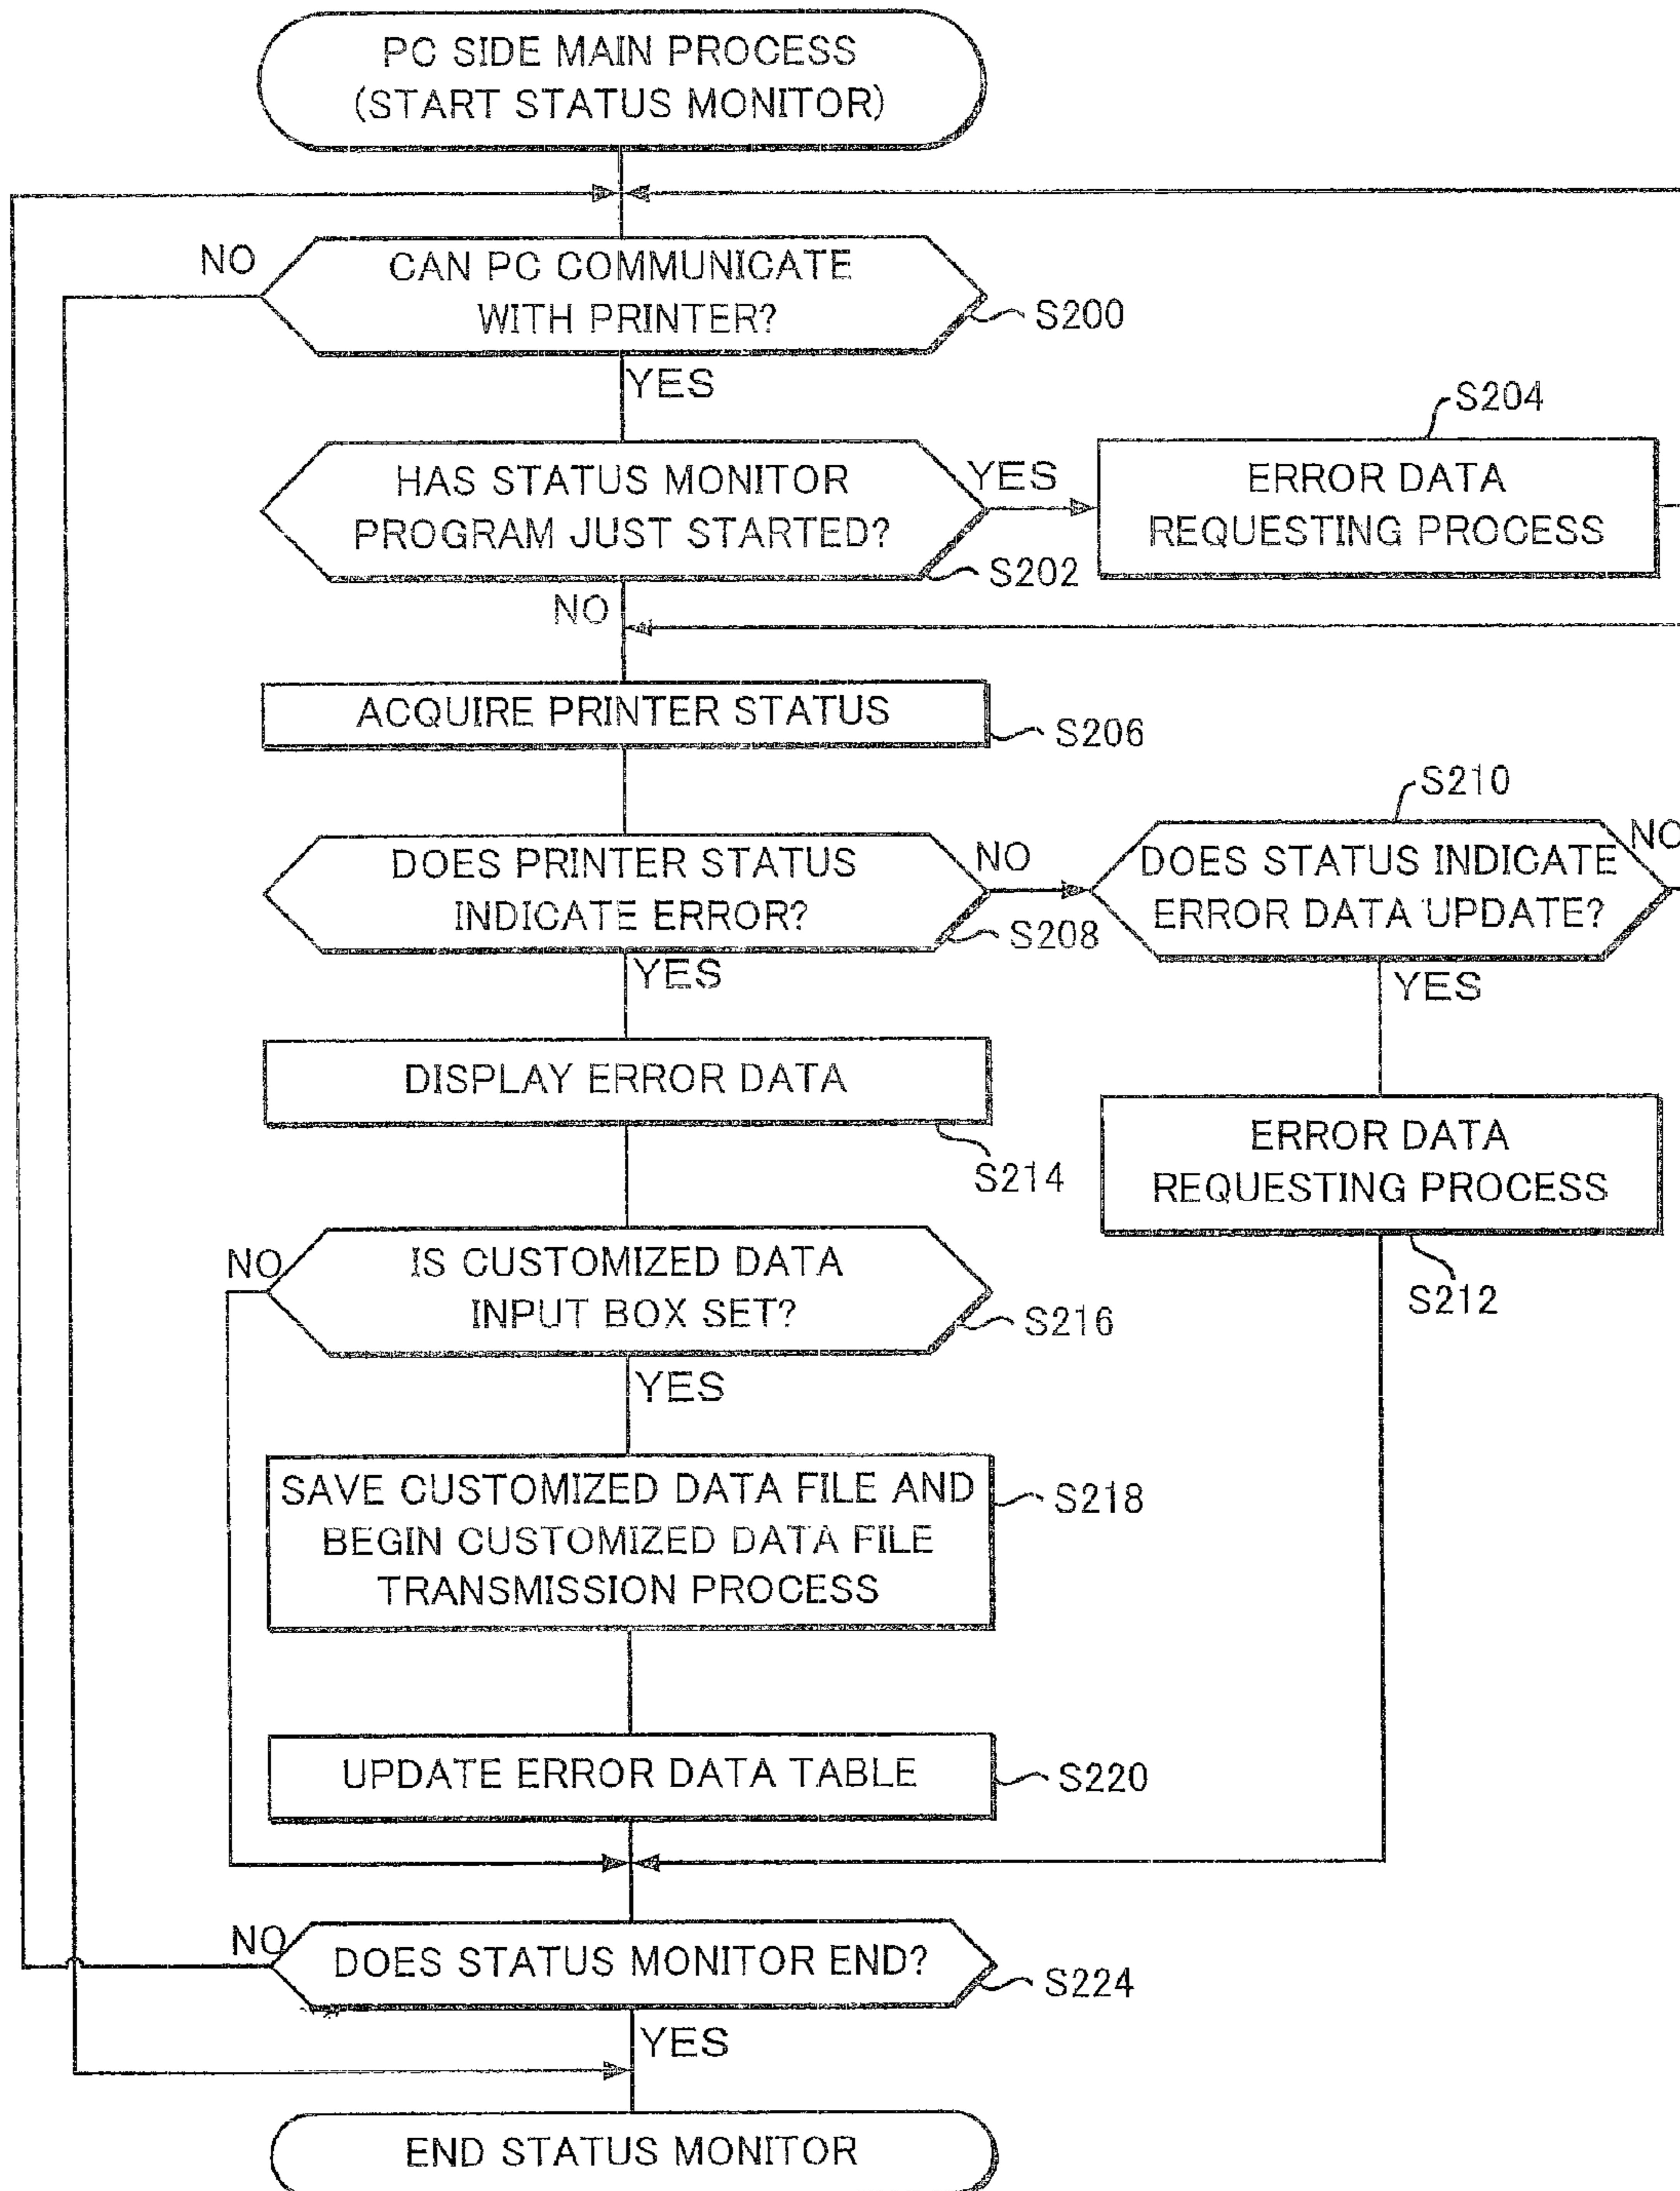 PC SIDE MAIN PROCESS
(START STATUS MONITOR)
NO
CAN PC COMMUNICATE
WITH PRINTER?
S200
YES
S204
HAS STATUS MONITOR
PROGRAM JUST STARTED?
YES
ERROR DATA
REQUESTING PROCESS
S202
NO
ACQUIRE PRINTER STATUS
S206
S210
DOES PRINTER STATUS
INDICATE ERROR?
NO
S208
DOES STATUS INDICATE
ERROR DATA UPDATE?
NO
YES
YES
DISPLAY ERROR DATA
S214
ERROR DATA
REQUESTING PROCESS
S212
NO
IS CUSTOMIZED DATA
INPUT BOX SET?
S216
YES
SAVE CUSTOMIZED DATA FILE AND
BEGIN CUSTOMIZED DATA FILE
TRANSMISSION PROCESS
S218
UPDATE ERROR DATA TABLE
S220
NO
DOES STATUS MONITOR END?
S224
YES
END STATUS MONITOR